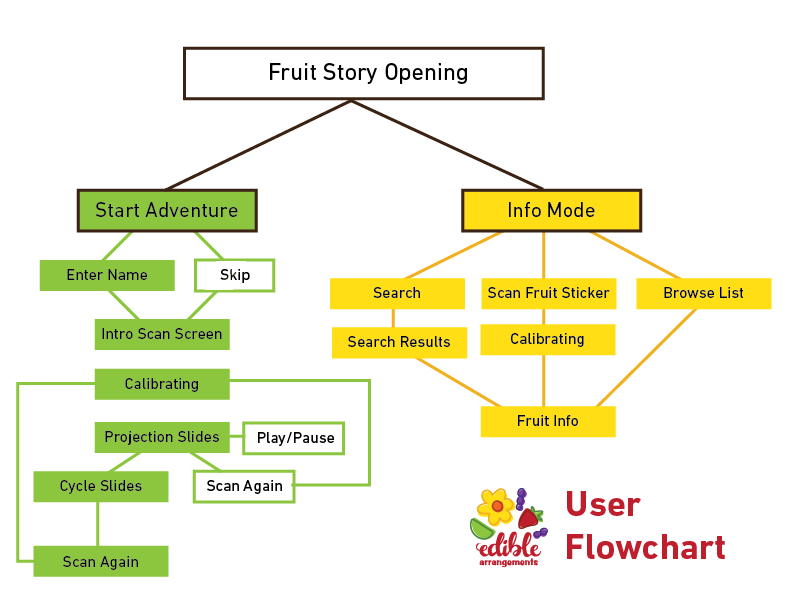 Fruit Story Opening
Start Adventure
Info Mode
Enter Name
Skip
Intro Scan Screen
Calibrating
Projection Slides
Play/Pause
Cycle Slides
Scan Again
Scan Again
Search
Scan Fruit Sticker
Browse List
Search Results
Calibrating
Fruit Info
edible
arrangements
User
Flowchart